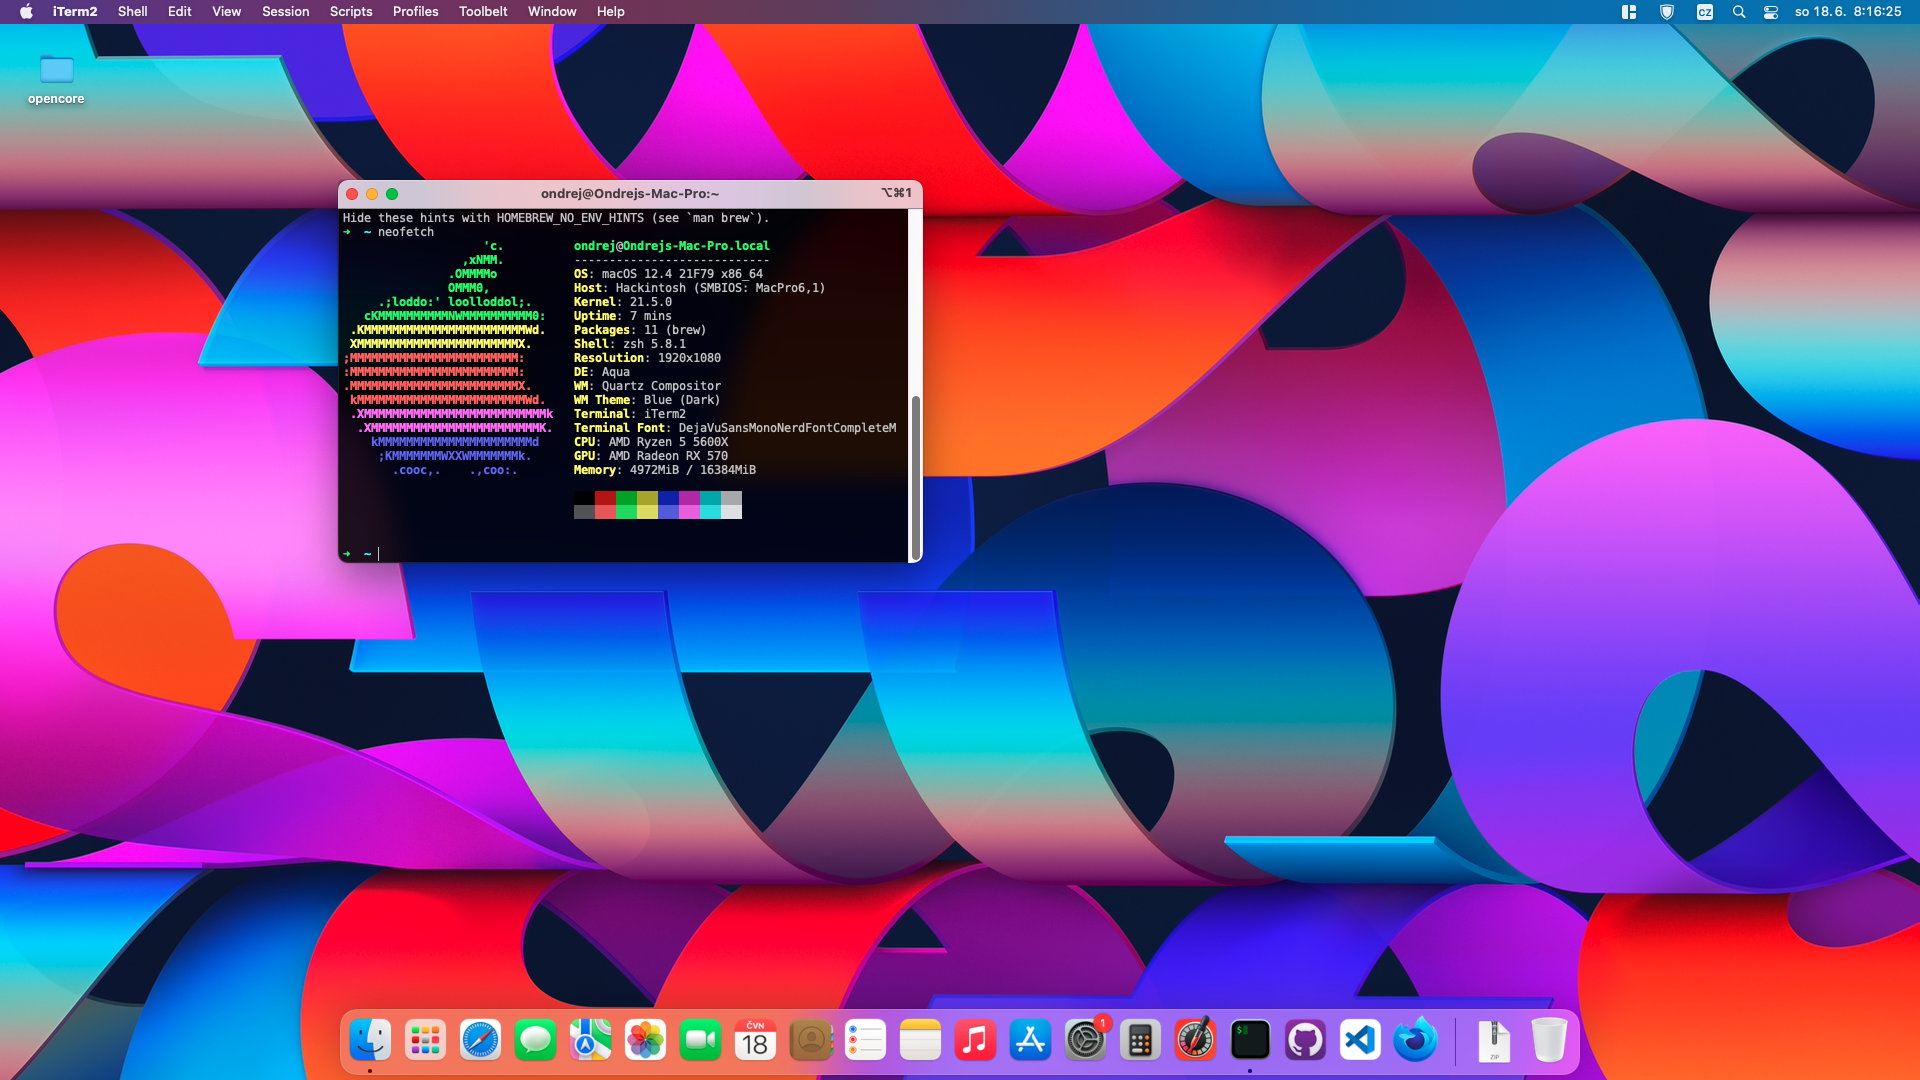 iTerm2 Shell Edit View Session Scripts Profiles Toolbelt Window Help CZ so 18. 6. 8:16:25
opencore
ondrej@Ondrejs-Mac-Pro:~ ⌥⌘1
Hide these hints with HOMEBREW_NO_ENV_HINTS (see `man brew`).
➜ ~ neofetch
'c. ondrej@Ondrejs-Mac-Pro.local
,xNMM. ----------------------------
.OMMMMo OS: macOS 12.4 21F79 x86_64
OMMM0, Host: Hackintosh (SMBIOS: MacPro6,1)
.;loddo:' loolloddol;. Kernel: 21.5.0
cKMMMMMMMMMMNWMMMMMMMMMM0: Uptime: 7 mins
.KMMMMMMMMMMMMMMMMMMMMMMMWd. Packages: 11 (brew)
XMMMMMMMMMMMMMMMMMMMMMMMX. Shell: zsh 5.8.1
;MMMMMMMMMMMMMMMMMMMMMMMM: Resolution: 1920x1080
:MMMMMMMMMMMMMMMMMMMMMMMM: DE: Aqua
.MMMMMMMMMMMMMMMMMMMMMMMMX. WM: Quartz Compositor
kMMMMMMMMMMMMMMMMMMMMMMMMWd. WM Theme: Blue (Dark)
.XMMMMMMMMMMMMMMMMMMMMMMMMMMk Terminal: iTerm2
.XMMMMMMMMMMMMMMMMMMMMMMMMK. Terminal Font: DejaVuSansMonoNerdFontCompleteM
kMMMMMMMMMMMMMMMMMMMMMMd CPU: AMD Ryzen 5 5600X
;KMMMMMMMWXXWMMMMMMMk. GPU: AMD Radeon RX 570
.cooc,. .,coo:. Memory: 4972MiB / 16384MiB
➜ ~
ČVN
18
1
$
ZIP